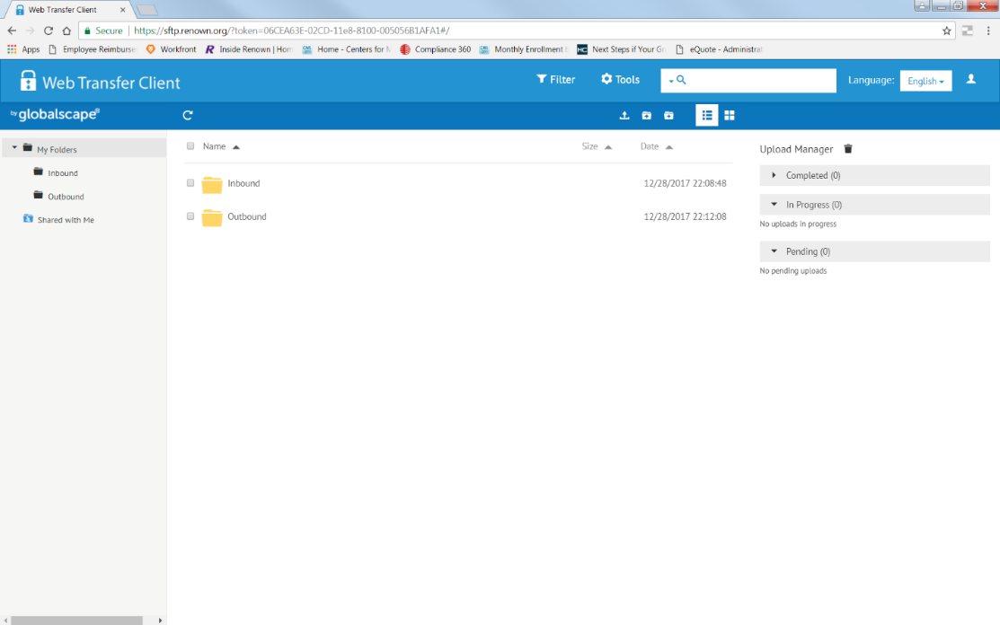 Web Transfer Client
Secure https://sftp.renown.org/?token=06CEA63E-02CD-11e8-8100-005056B1AFA1#/
Apps Employee Reimburse Workfront Inside Renown | Hom Home - Centers for M Compliance 360 Monthly Enrollment b Next Steps if Your Gr eQuote - Administrat
Web Transfer Client Filter Tools Language: English
by globalscape®
My Folders
Inbound
Outbound
Shared with Me
Name Size Date
Inbound 12/28/2017 22:08:48
Outbound 12/28/2017 22:12:08
Upload Manager
Completed (0)
In Progress (0)
No uploads in progress
Pending (0)
No pending uploads